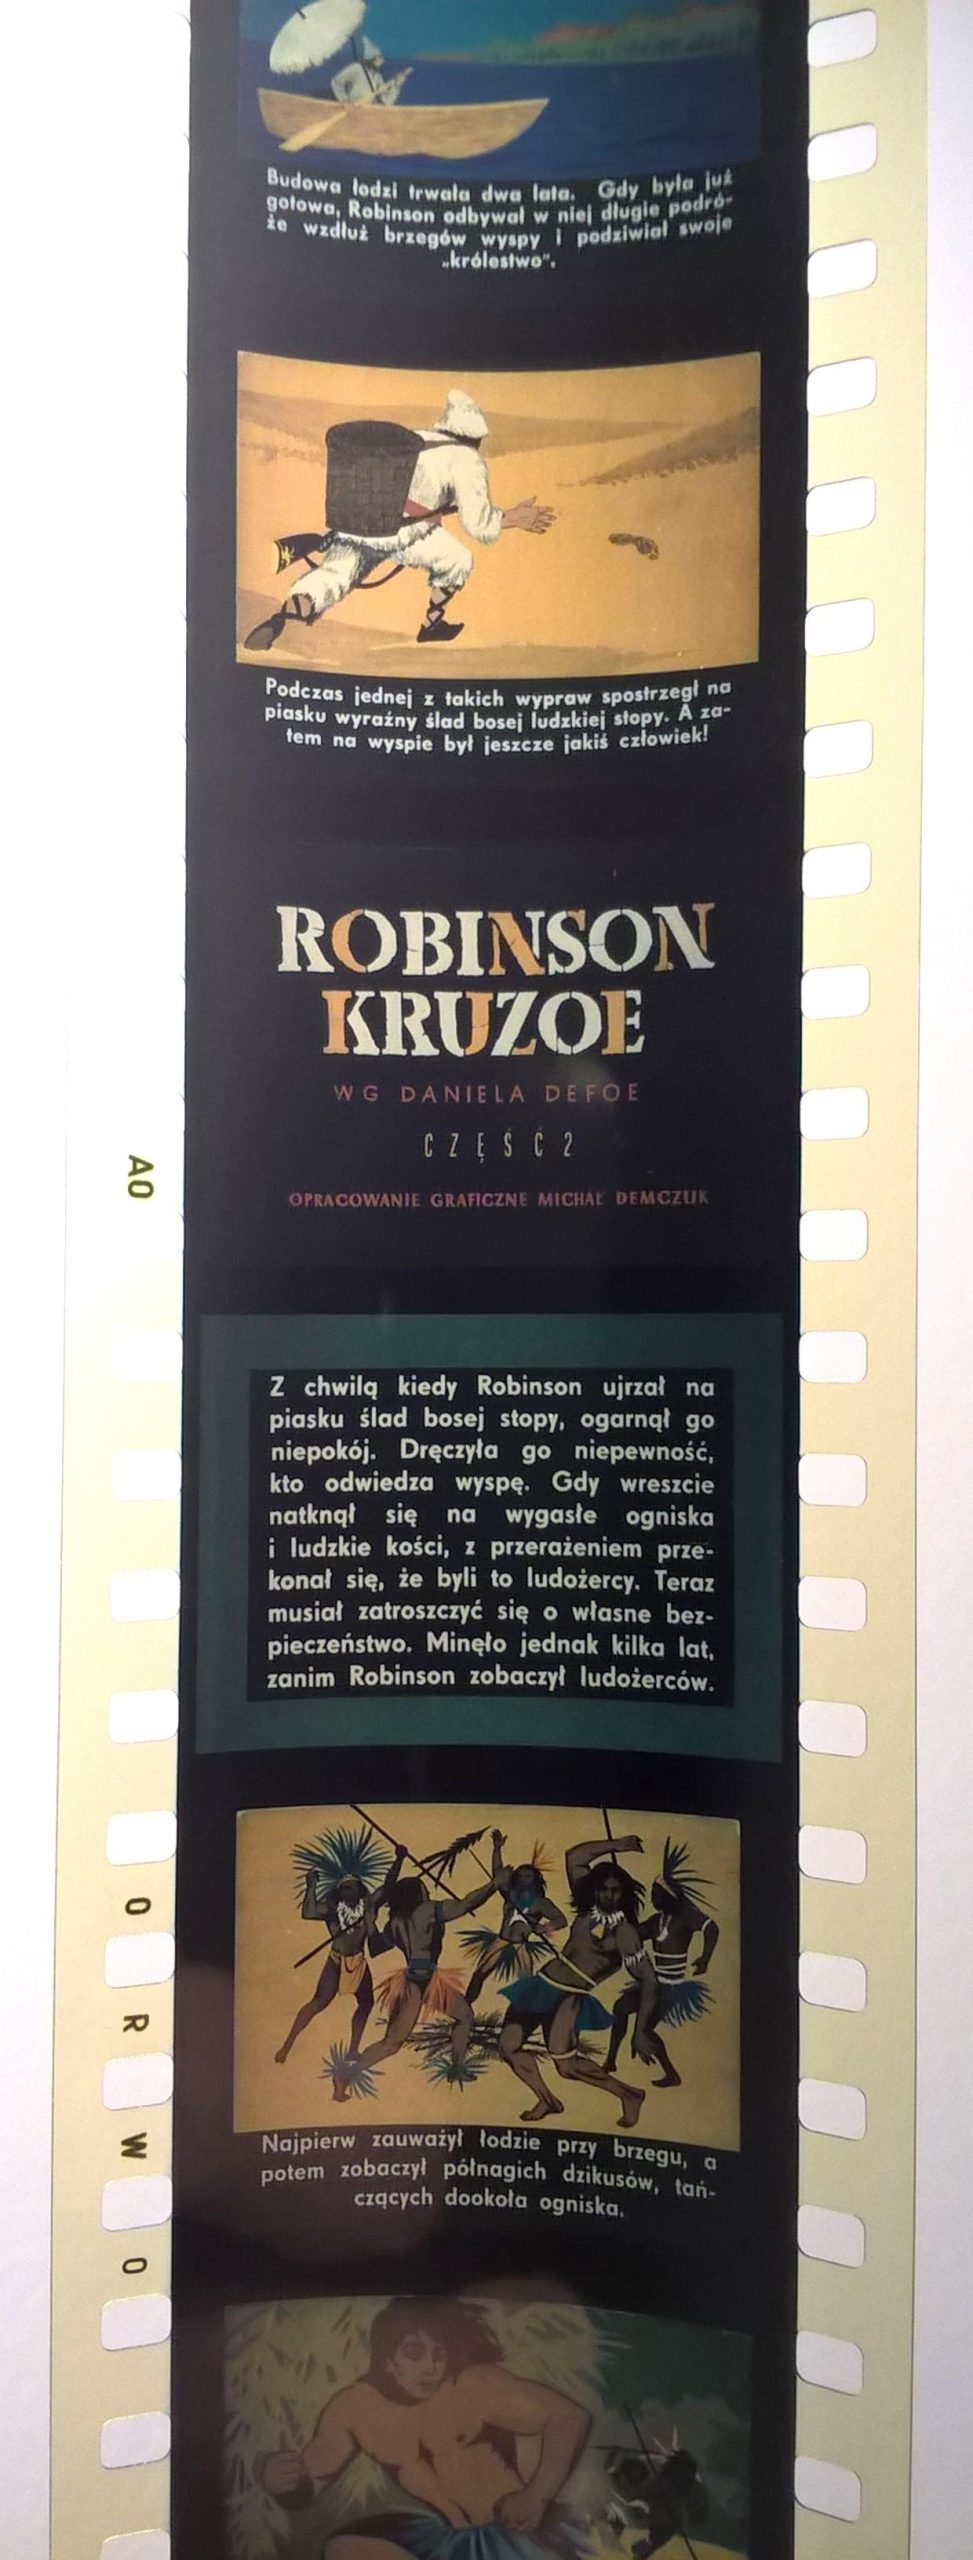 Budowa łodzi trwała dwa lata. Gdy była już
gotowa, Robinson odbywał w niej długie podró-
że wzdłuż brzegów wyspy i podziwiał swoje
„królestwo".
Podczas jednej z takich wypraw spostrzegł na
piasku wyraźny ślad bosej ludzkiej stopy. A za-
tem na wyspie był jeszcze jakiś człowiek!
ROBINSON
KRUZOE
WG DANIELA DEFOE
CZĘŚĆ 2
OPRACOWANIE GRAFICZNE MICHAŁ DEMCZUK
AO
Z chwilą kiedy Robinson ujrzał na
piasku ślad bosej stopy, ogarnął go
niepokój. Dręczyła go niepewność,
kto odwiedza wyspę. Gdy wreszcie
natknął się na wygasłe ogniska
i ludzkie kości, z przerażeniem prze-
konał się, że byli to ludożercy. Teraz
musiał zatroszczyć się o własne bez-
pieczeństwo. Minęło jednak kilka lat,
zanim Robinson zobaczył ludożerców.
ORWO
Najpierw zauważył łodzie przy brzegu, a
potem zobaczył półnagich dzikusów, tań-
czących dookoła ogniska.